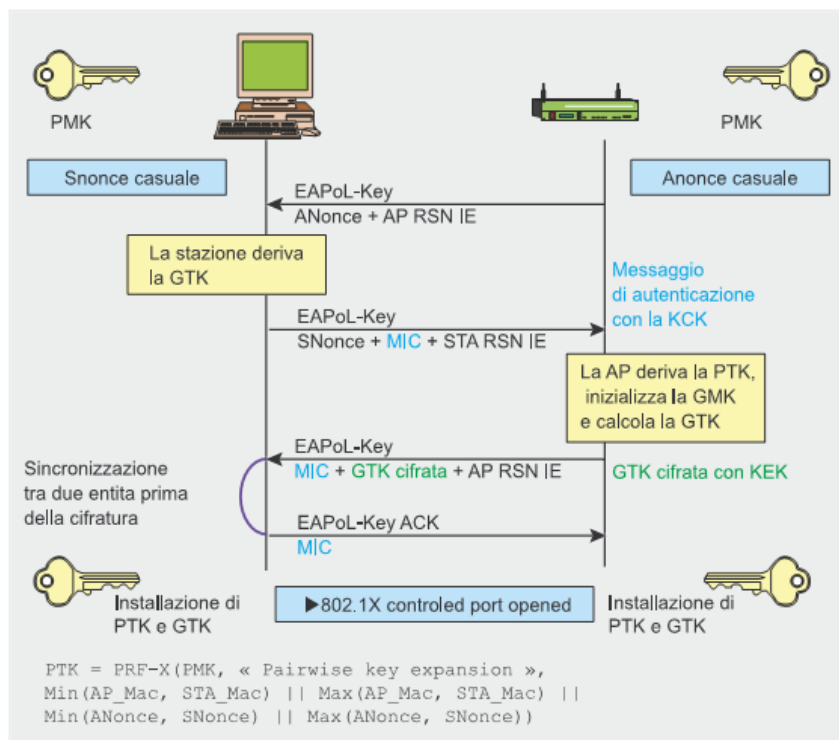 PMK
PMK
Snonce casuale
Anonce casuale
EAPoL-Key
ANonce + AP RSN IE
La stazione deriva
la GTK
Messaggio
di autenticazione
con la KCK
EAPoL-Key
SNonce + MIC + STA RSN IE
La AP deriva la PTK,
inizializza la GMK
e calcola la GTK
EAPoL-Key
MIC + GTK cifrata + AP RSN IE
GTK cifrata con KEK
Sincronizzazione
tra due entita prima
della cifratura
EAPoL-Key ACK
MIC
Installazione di
PTK e GTK
▶802.1X controled port opened
Installazione di
PTK e GTK
PTK = PRF-X(PMK, « Pairwise key expansion »,
Min(AP_Mac, STA_Mac) || Max(AP_Mac, STA_Mac) ||
Min(ANonce, SNonce) || Max(ANonce, SNonce))